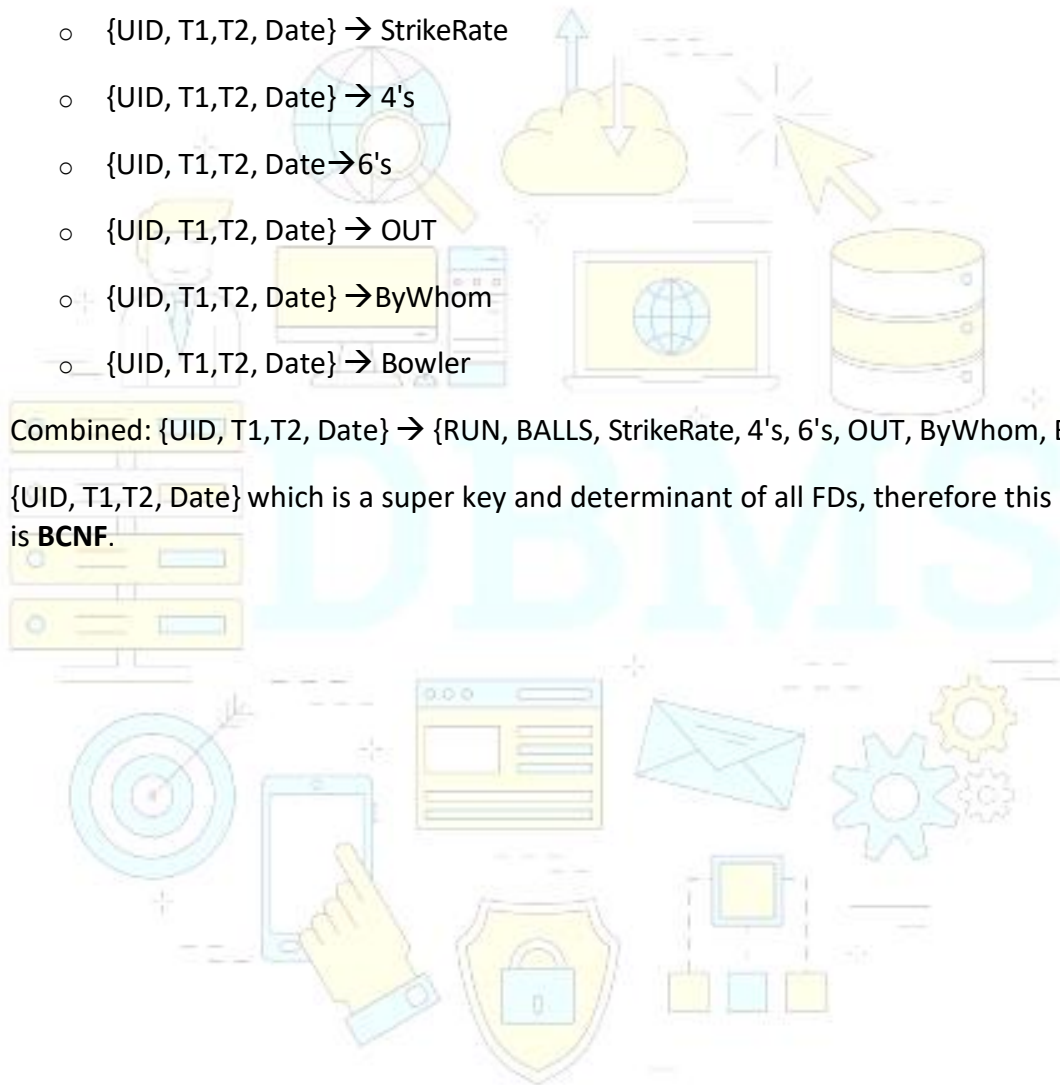 o {UID, T1,T2, Date} → StrikeRate
o {UID, T1,T2, Date} → 4's
o {UID, T1,T2, Date→6's
o {UID, T1,T2, Date} → OUT
o {UID, T1,T2, Date} →ByWhom
o {UID, T1,T2, Date} → Bowler
Combined: {UID, T1,T2, Date} → {RUN, BALLS, StrikeRate, 4's, 6's, OUT, ByWhom,
{UID, T1,T2, Date} which is a super key and determinant of all FDs, therefore this
is BCNF.
DBMS